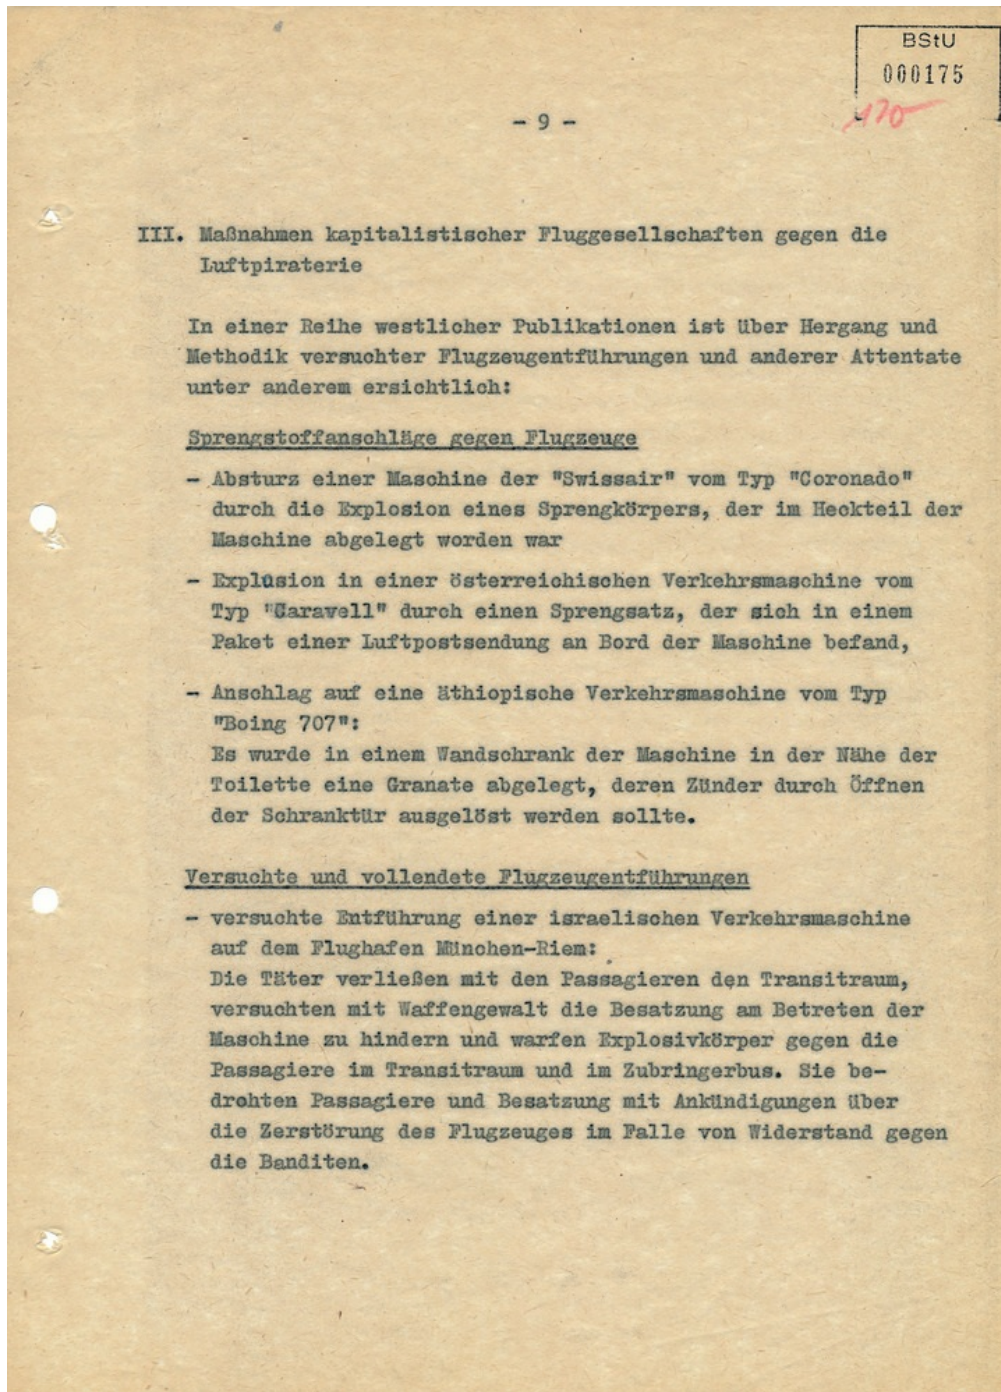 BStU
000175
170
- 9 -
III. Maßnahmen kapitalistischer Fluggesellschaften gegen die
Luftpiraterie
In einer Reihe westlicher Publikationen ist über Hergang und
Methodik versuchter Flugzeugentführungen und anderer Attentate
unter anderem ersichtlich:
Sprengstoffanschläge gegen Flugzeuge
- Absturz einer Maschine der "Swissair" vom Typ "Coronado"
durch die Explosion eines Sprengkörpers, der im Heckteil der
Maschine abgelegt worden war
- Explosion in einer österreichischen Verkehrsmaschine vom
Typ "Caravell" durch einen Sprengsatz, der sich in einem
Paket einer Luftpostsendung an Bord der Maschine befand,
- Anschlag auf eine äthiopische Verkehrsmaschine vom Typ
"Boing 707":
Es wurde in einem Wandschrank der Maschine in der Nähe der
Toilette eine Granate abgelegt, deren Zünder durch Öffnen
der Schranktür ausgelöst werden sollte.
Versuchte und vollendete Flugzeugentführungen
- versuchte Entführung einer israelischen Verkehrsmaschine
auf dem Flughafen München-Riem:
Die Täter verließen mit den Passagieren den Transitraum,
versuchten mit Waffengewalt die Besatzung am Betreten der
Maschine zu hindern und warfen Explosivkörper gegen die
Passagiere im Transitraum und im Zubringerbus. Sie be-
drohten Passagiere und Besatzung mit Ankündigungen über
die Zerstörung des Flugzeuges im Falle von Widerstand gegen
die Banditen.